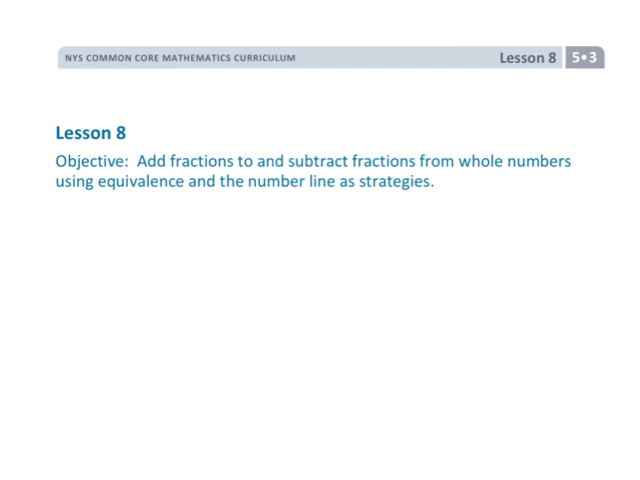 NYS COMMON CORE MATHEMATICS CURRICULUM Lesson 8 5•3
Lesson 8
Objective: Add fractions to and subtract fractions from whole numbers
using equivalence and the number line as strategies.